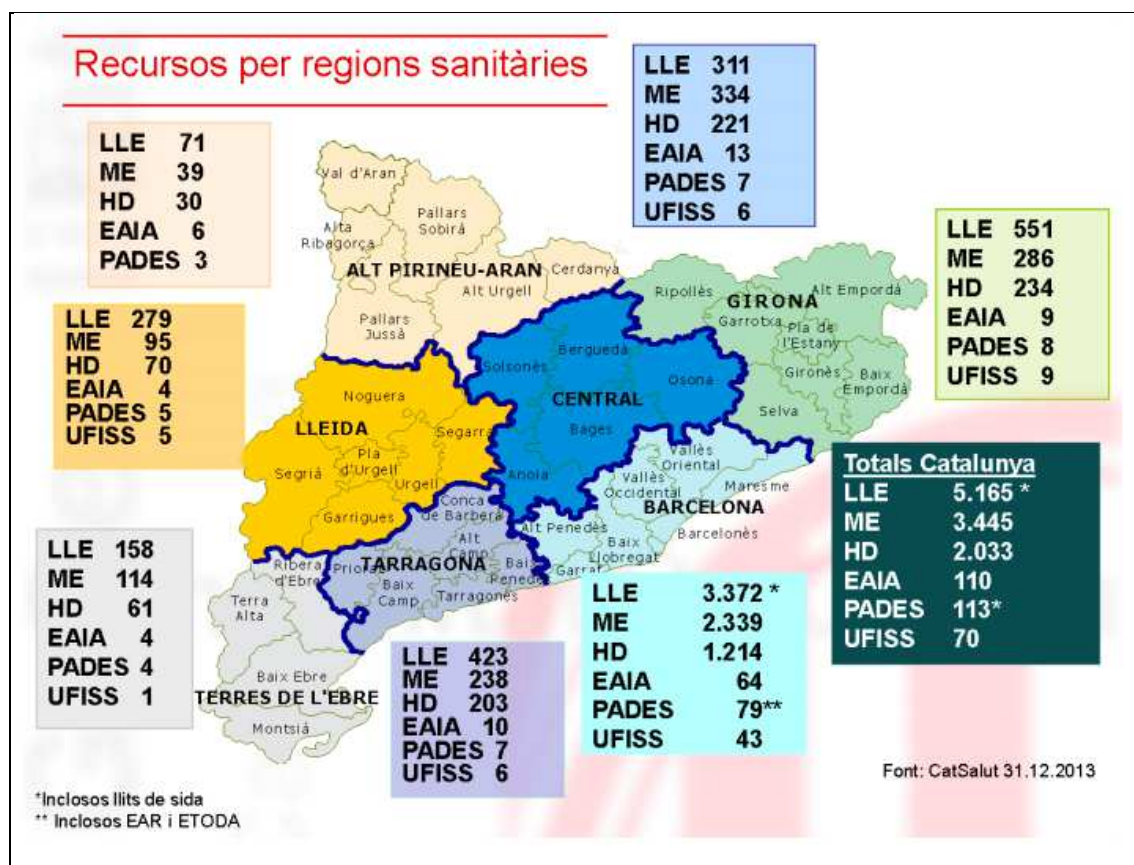 Recursos per regions sanitàries
LLE 311
ME 334
HD 221
EAIA 13
PADES 7
UFISS 6
LLE 71
ME 39
HD 30
EAIA 6
PADES 3
LLE 551
ME 286
HD 234
EAIA 9
PADES 8
UFISS 9
LLE 279
ME 95
HD 70
EAIA 4
PADES 5
UFISS 5
Val d'Aran
Pallars
Sobirà
Alta
Ribagorça
ALT PIRINEU-ARAN
Cerdanya
Alt Urgell
Pallars
Jussà
Ripollès
Alt Empordà
GIRONA
Garrotxa
Pla de
l'Estany
Gironès
Baix
Empordà
Selva
Berguedà
Solsonès
Osona
CENTRAL
Bages
Anoia
Noguera
LLEIDA
Segarra
Pla
d'Urgell
Segrià
Urgell
Garrigues
Vallès
Oriental
Vallès
Occidental
Maresme
BARCELONA
Alt Penedès
Barcelonès
Baix
Llobregat
Garraf
Conca
de Barberà
Alt
Camp
TARRAGONA
Priorat
Baix
Penedès
Baix
Camp
Tarragonès
Ribera
d'Ebre
Terra
Alta
Baix Ebre
TERRES DE L'EBRE
Montsià
Totals Catalunya
LLE 5.165 *
ME 3.445
HD 2.033
EAIA 110
PADES 113*
UFISS 70
LLE 158
ME 114
HD 61
EAIA 4
PADES 4
UFISS 1
LLE 423
ME 238
HD 203
EAIA 10
PADES 7
UFISS 6
LLE 3.372 *
ME 2.339
HD 1.214
EAIA 64
PADES 79**
UFISS 43
Font: CatSalut 31.12.2013
*Inclosos llits de sida
** Inclosos EAR i ETODA